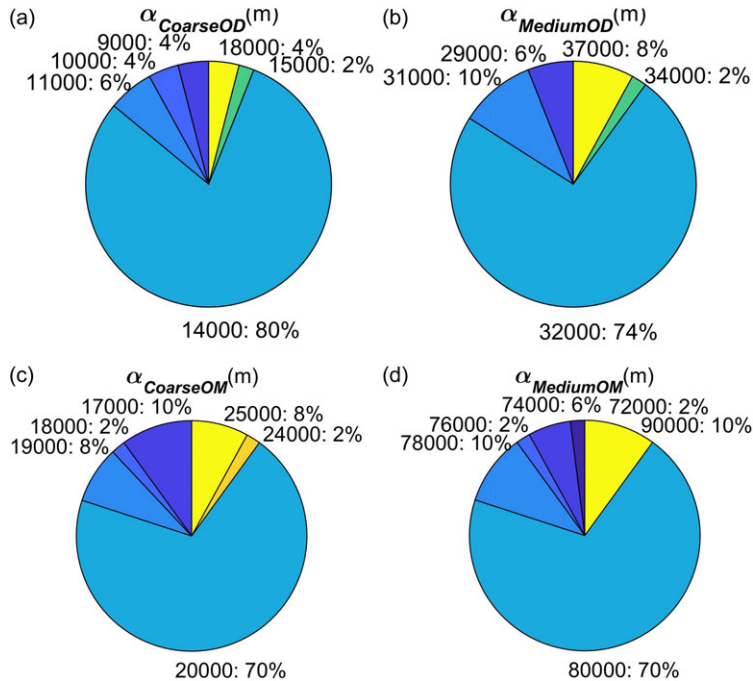 (a)
α_CoarseOD(m)
9000: 4%
18000: 4%
10000: 4%
15000: 2%
11000: 6%
14000: 80%
(b)
α_MediumOD(m)
29000: 6%
37000: 8%
31000: 10%
34000: 2%
32000: 74%
(c)
α_CoarseOM(m)
17000: 10%
25000: 8%
18000: 2%
24000: 2%
19000: 8%
20000: 70%
(d)
α_MediumOM(m)
74000: 6%
72000: 2%
76000: 2%
90000: 10%
78000: 10%
80000: 70%